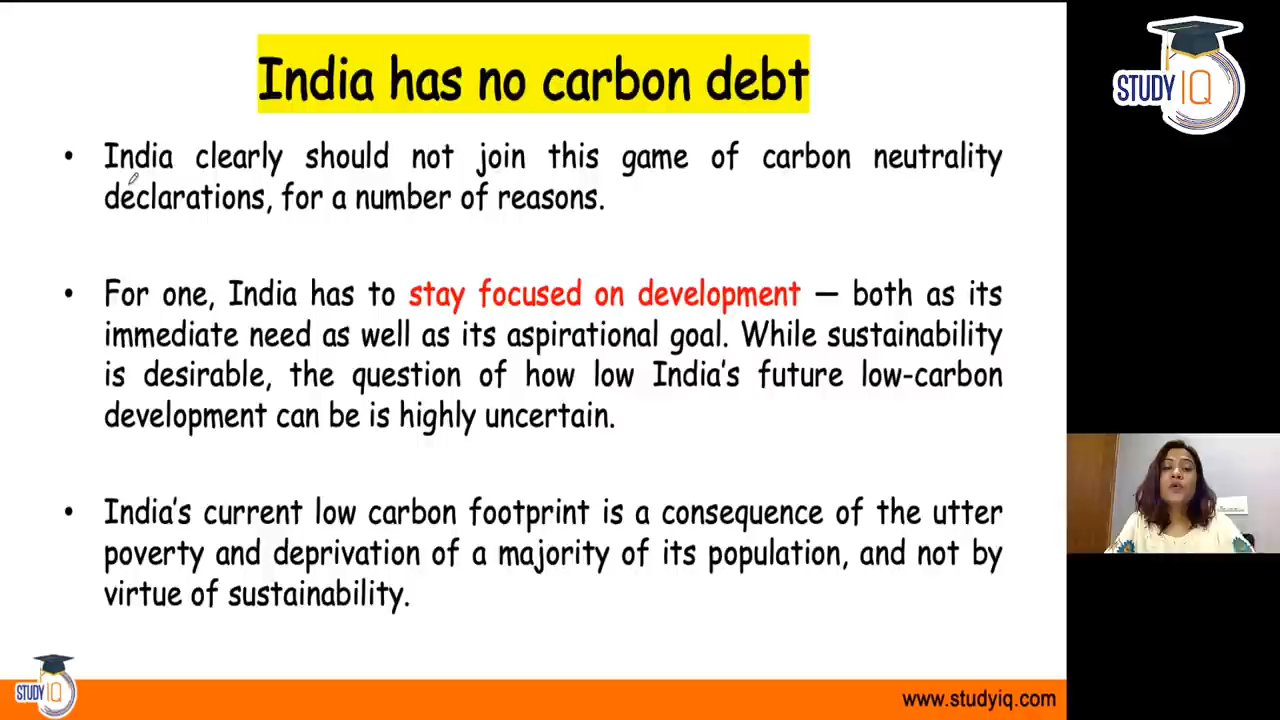 India has no carbon debt
STUDY IQ
• India clearly should not join this game of carbon neutrality
declarations, for a number of reasons.
• For one, India has to stay focused on development — both as its
immediate need as well as its aspirational goal. While sustainability
is desirable, the question of how low India's future low-carbon
development can be is highly uncertain.
• India's current low carbon footprint is a consequence of the utter
poverty and deprivation of a majority of its population, and not by
virtue of sustainability.
STUDY IQ
www.studyiq.com